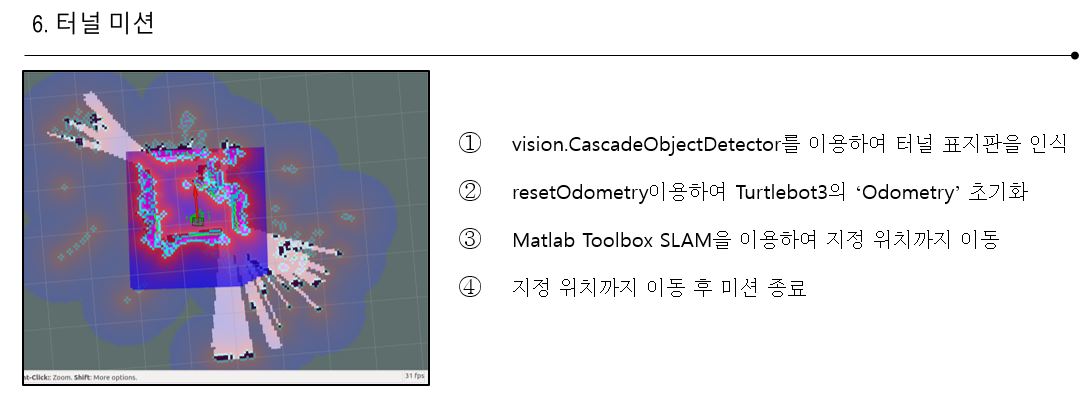 6. 터널 미션
① vision.CascadeObjectDetector를 이용하여 터널 표지판을 인식
② resetOdometry이용하여 Turtlebot3의 ‘Odometry’ 초기화
③ Matlab Toolbox SLAM을 이용하여 지정 위치까지 이동
④ 지정 위치까지 이동 후 미션 종료
nt-Click:: Zoom. Shift: More options. 31 fps